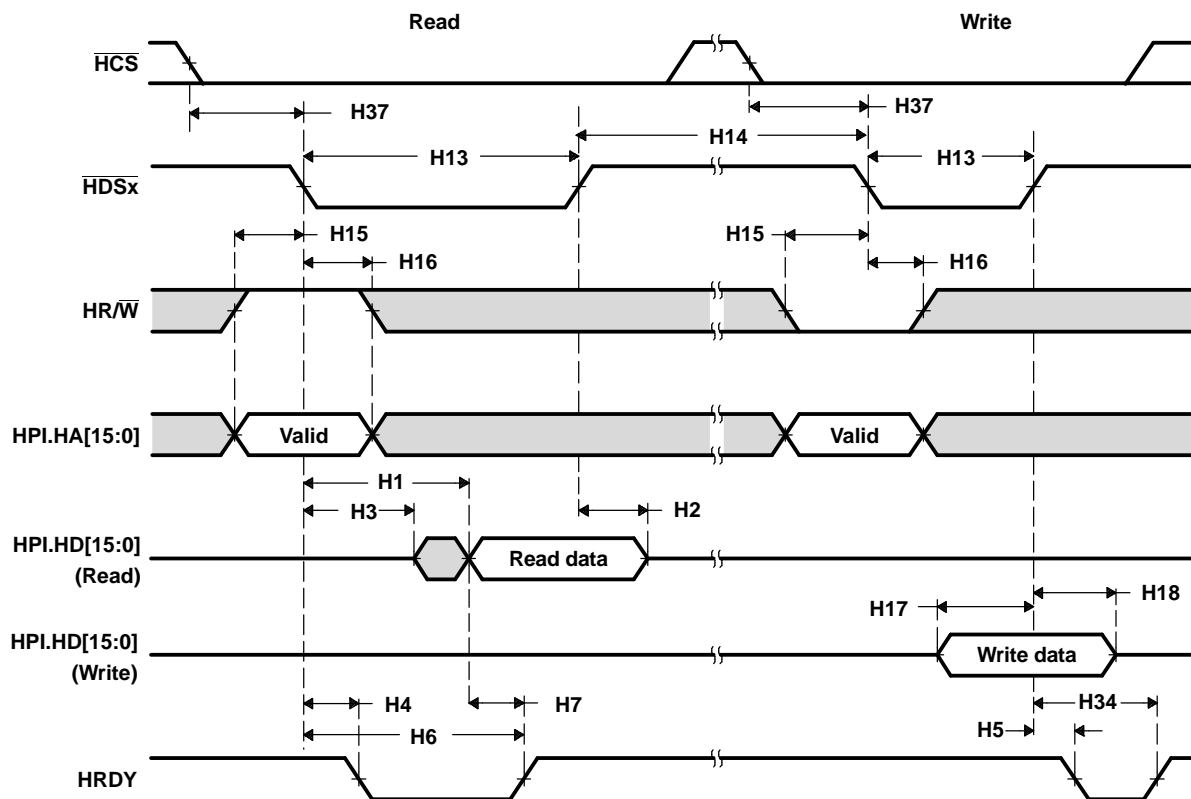 Read Write
H̅C̅S̅
H37 H37
H14
H13 H13
H̅D̅S̅x̅
H15 H15
H16 H16
HR/W̅
HPI.HA[15:0] Valid Valid
H1
H3 H2
HPI.HD[15:0] Read data
(Read)
H17 H18
HPI.HD[15:0] Write data
(Write)
H4 H7 H34
H6 H5
HRDY